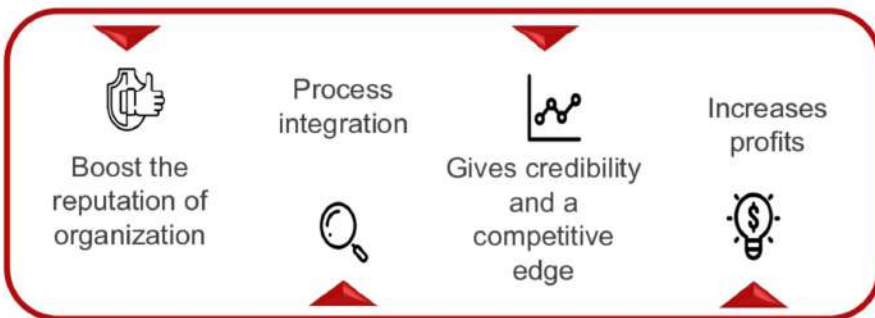 Boost the
reputation of
organization
Process
integration
Gives credibility
and a
competitive
edge
Increases
profits
$